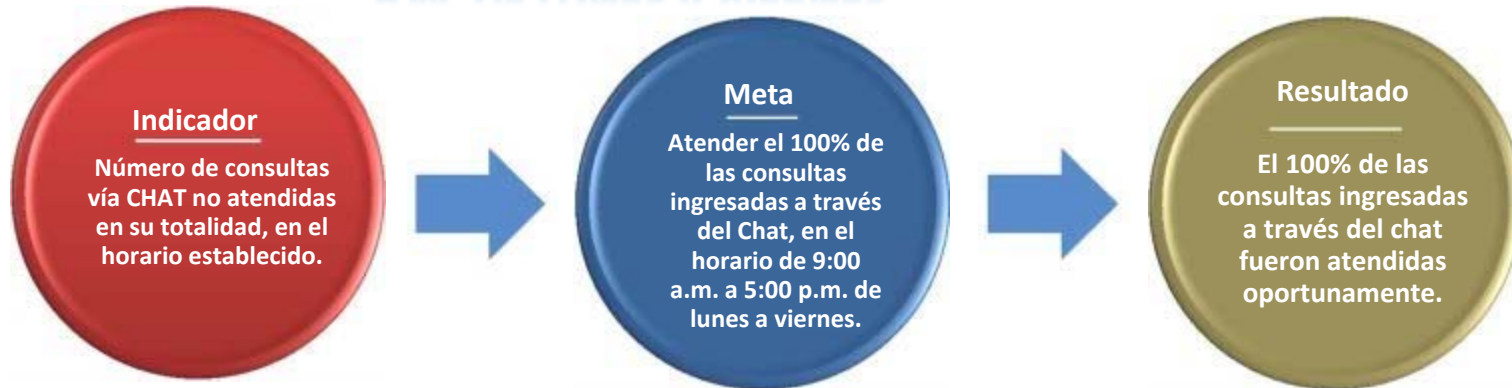 Indicador
Número de consultas
vía CHAT no atendidas
en su totalidad, en el
horario establecido.
Meta
Atender el 100% de
las consultas
ingresadas a través
del Chat, en el
horario de 9:00
a.m. a 5:00 p.m. de
lunes a viernes.
Resultado
El 100% de las
consultas ingresadas
a través del chat
fueron atendidas
oportunamente.